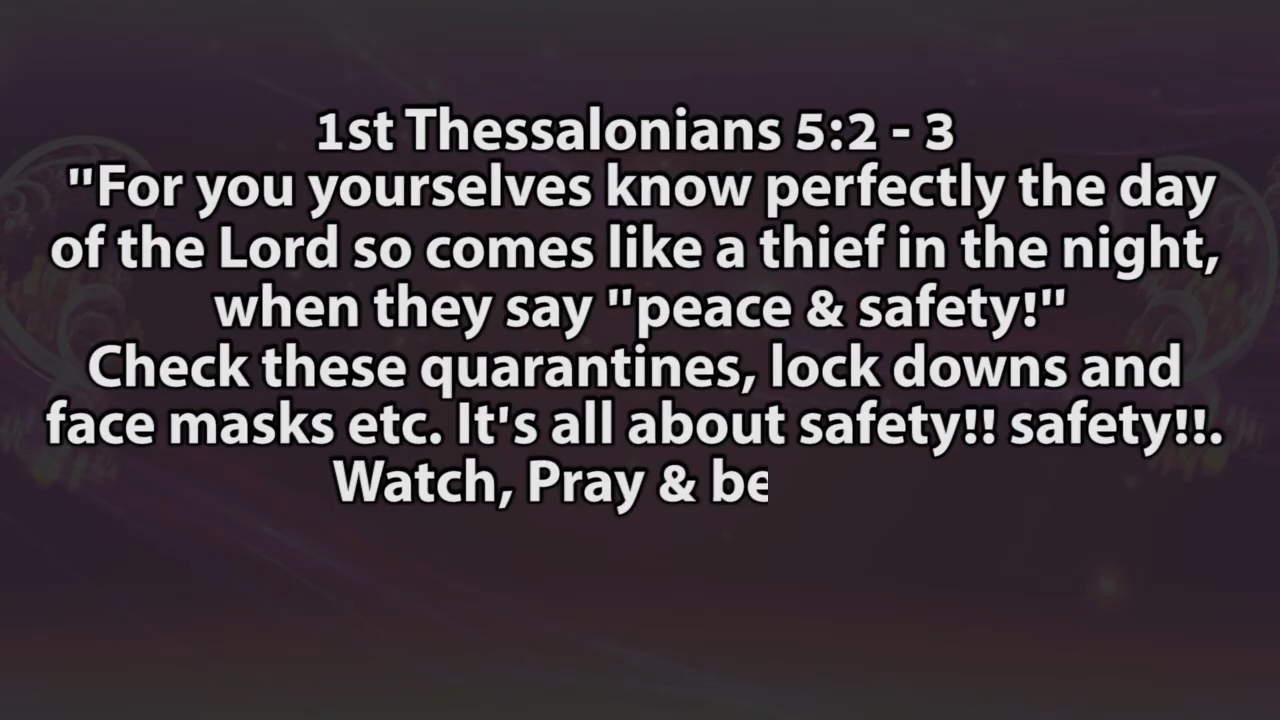 1st Thessalonians 5:2 - 3
"For you yourselves know perfectly the day
of the Lord so comes like a thief in the night,
when they say "peace & safety!"
Check these quarantines, lock downs and
face masks etc. It's all about safety!! safety!!.
Watch, Pray & be